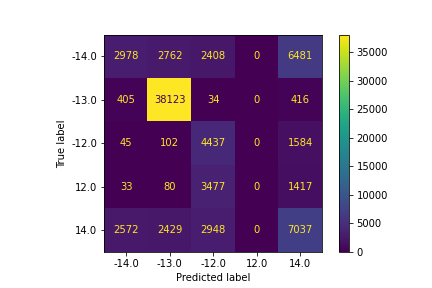 -14.0 2978 2762 2408 0 6481
-13.0 405 38123 34 0 416
-12.0 45 102 4437 0 1584
12.0 33 80 3477 0 1417
14.0 2572 2429 2948 0 7037
-14.0 -13.0 -12.0 12.0 14.0
Predicted label
True label
35000
30000
25000
20000
15000
10000
5000
0